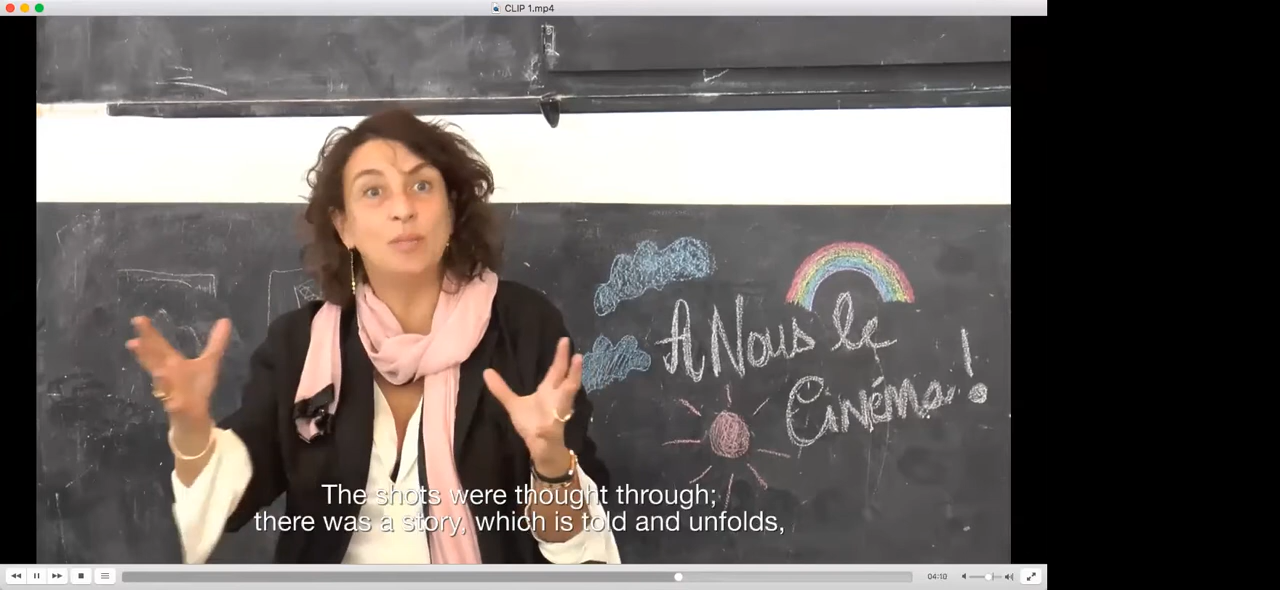 CLIP 1.mp4
A Nous le
Cinéma !
The shots were thought through;
there was a story, which is told and unfolds,
04:10